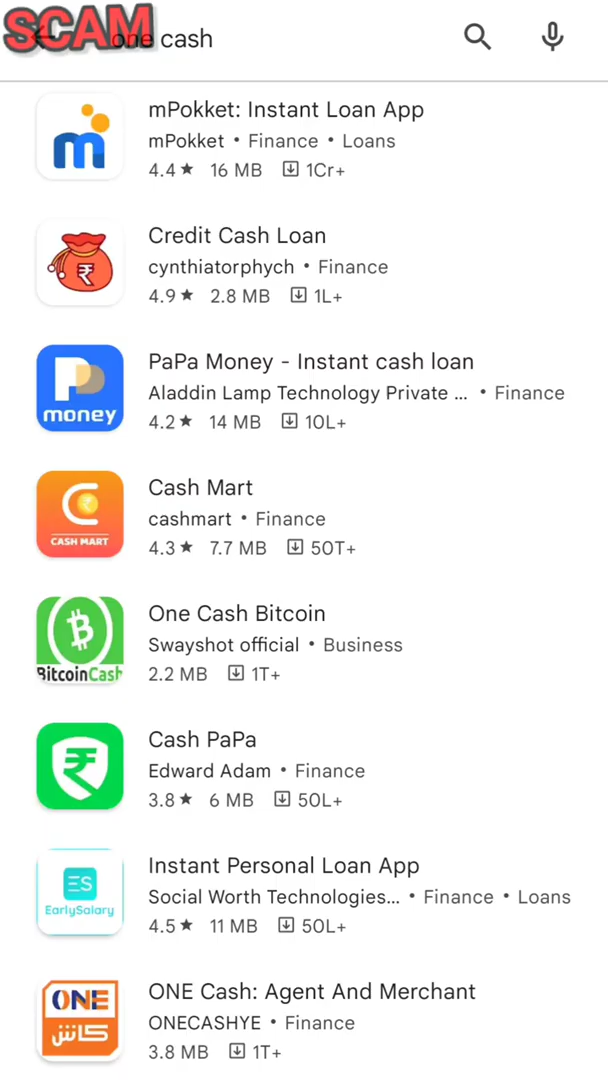 SCAM
one cash
mPokket: Instant Loan App
mPokket • Finance • Loans
4.4★ 16 MB 1Cr+
m
Credit Cash Loan
cynthiatorphych • Finance
4.9★ 2.8 MB 1L+
₹
PaPa Money - Instant cash loan
Aladdin Lamp Technology Private ... • Finance
4.2★ 14 MB 10L+
money
Cash Mart
cashmart • Finance
4.3★ 7.7 MB 50T+
CASH MART
One Cash Bitcoin
Swayshot official • Business
2.2 MB 1T+
BitcoinCash
Cash PaPa
Edward Adam • Finance
3.8★ 6 MB 50L+
₹
Instant Personal Loan App
Social Worth Technologies... • Finance • Loans
4.5★ 11 MB 50L+
ES
EarlySalary
ONE Cash: Agent And Merchant
ONECASHYE • Finance
3.8 MB 1T+
ONE
كاش